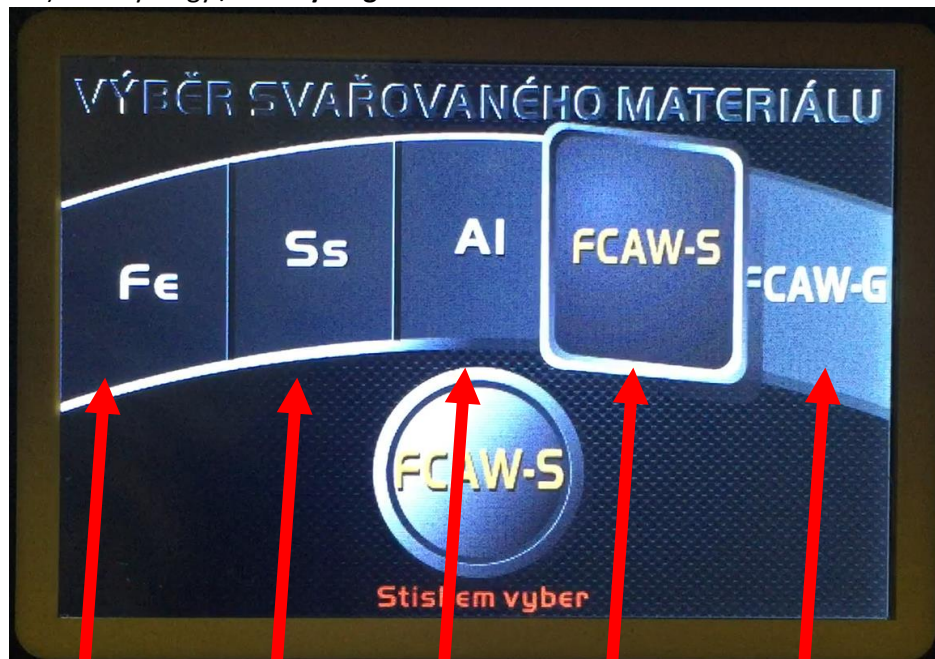 VÝBĚR SVAŘOVANÉHO MATERIÁLU
Fe Ss Al FCAW-S FCAW-G
FCAW-S
Stiskem vyber